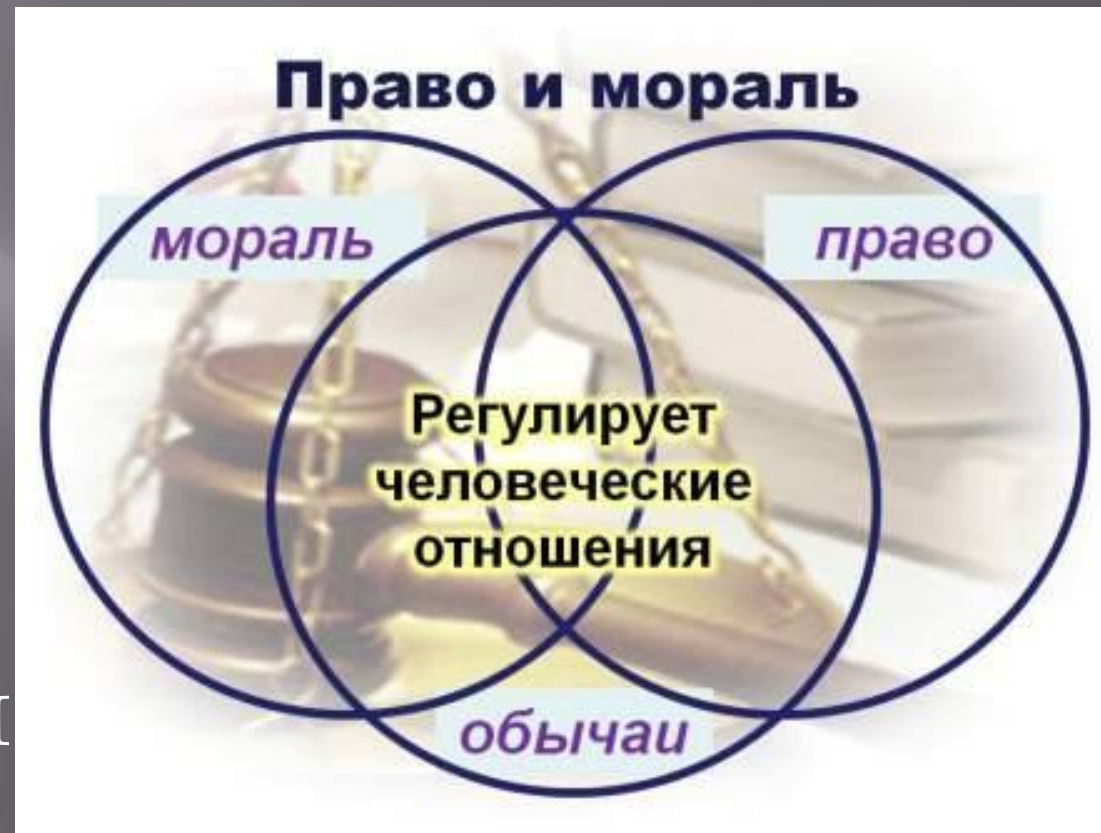 Право и мораль
мораль
право
Регулирует
человеческие
отношения
обычаи